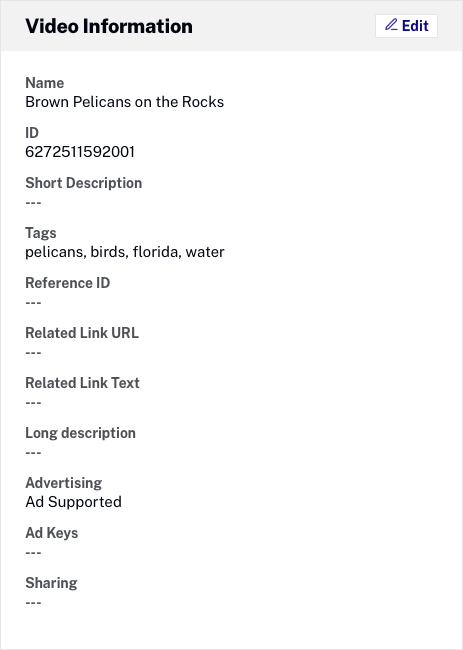 Video Information
Edit
Name
Brown Pelicans on the Rocks
ID
6272511592001
Short Description
---
Tags
pelicans, birds, florida, water
Reference ID
---
Related Link URL
---
Related Link Text
---
Long description
---
Advertising
Ad Supported
Ad Keys
---
Sharing
---